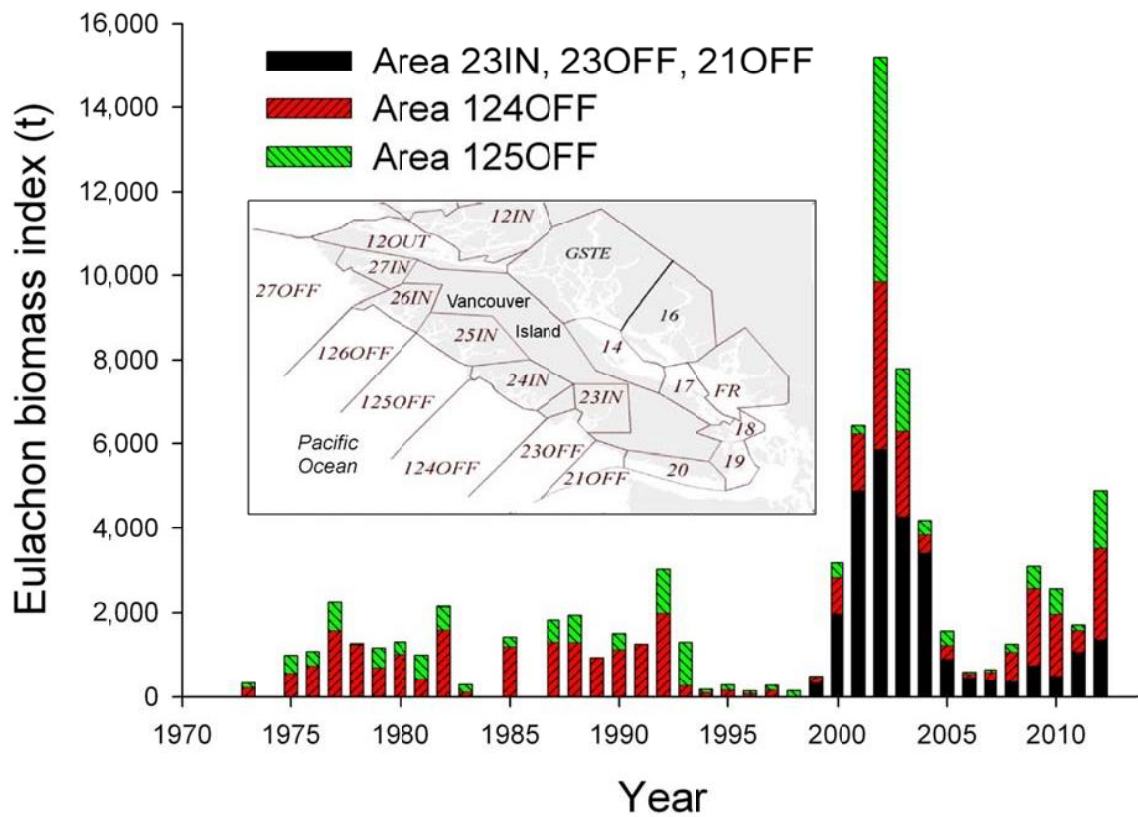 Eulachon biomass index (t)
16,000
14,000
12,000
10,000
8,000
6,000
4,000
2,000
0
Area 23IN, 23OFF, 21OFF
Area 124OFF
Area 125OFF
12IN
12OUT
GSTE
27IN
27OFF
26IN
Vancouver
Island
16
25IN
14
126OFF
24IN
17
FR
125OFF
23IN
18
Pacific
Ocean
124OFF
23OFF
20
19
21OFF
1970 1975 1980 1985 1990 1995 2000 2005 2010
Year